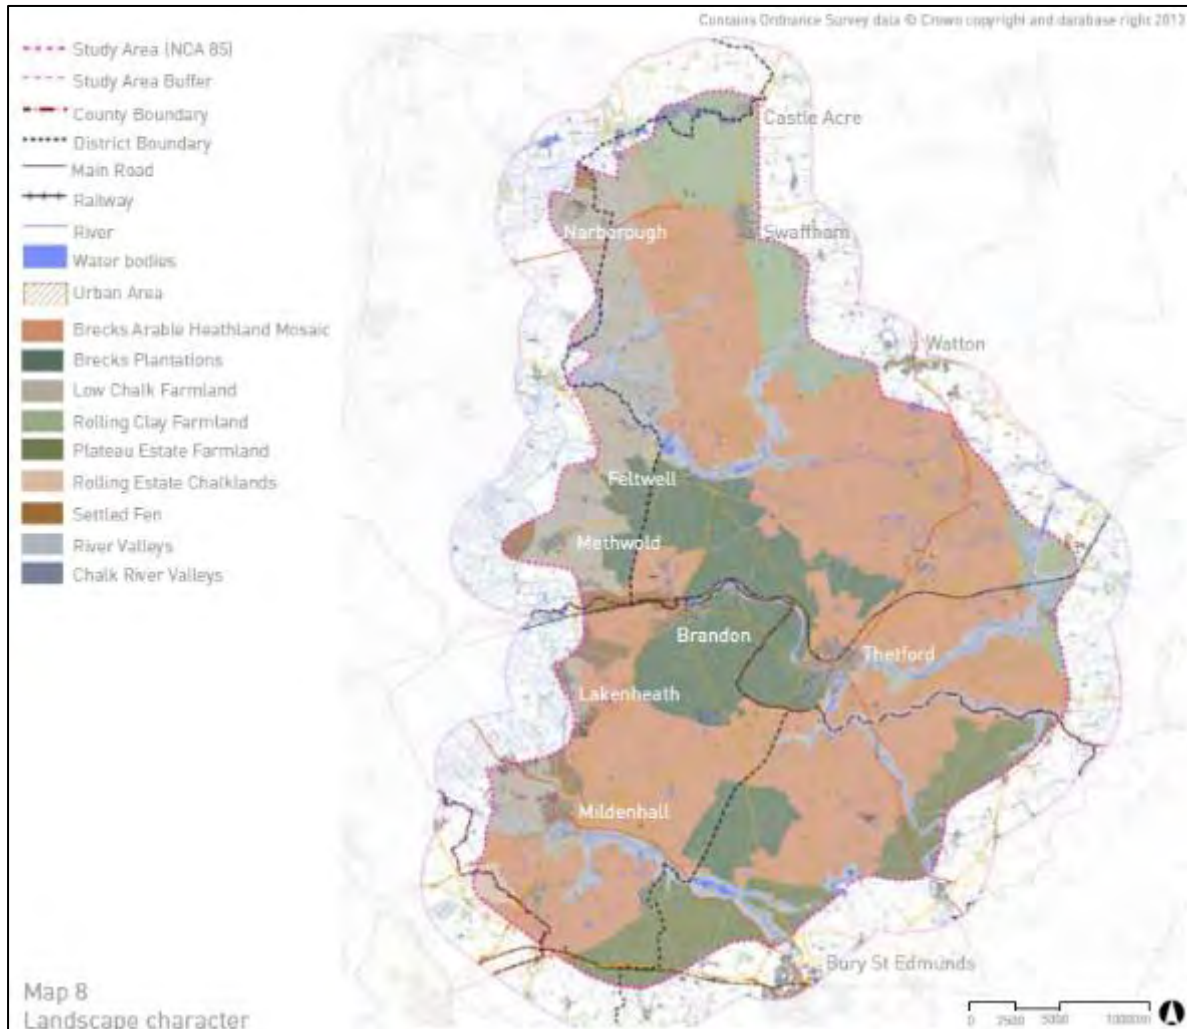 Contains Ordnance Survey data © Crown copyright and database right 2013
Study Area (NCA 85)
Study Area Buffer
County Boundary
District Boundary
Main Road
Railway
River
Water bodies
Urban Area
Brecks Arable Heathland Mosaic
Brecks Plantations
Low Chalk Farmland
Rolling Clay Farmland
Plateau Estate Farmland
Rolling Estate Chalklands
Settled Fen
River Valleys
Chalk River Valleys
Castle Acre
Narborough
Swaffham
Watton
Feltwell
Methwold
Brandon
Thetford
Lakenheath
Mildenhall
Bury St Edmunds
Map 8
Landscape character
0 2500 5000